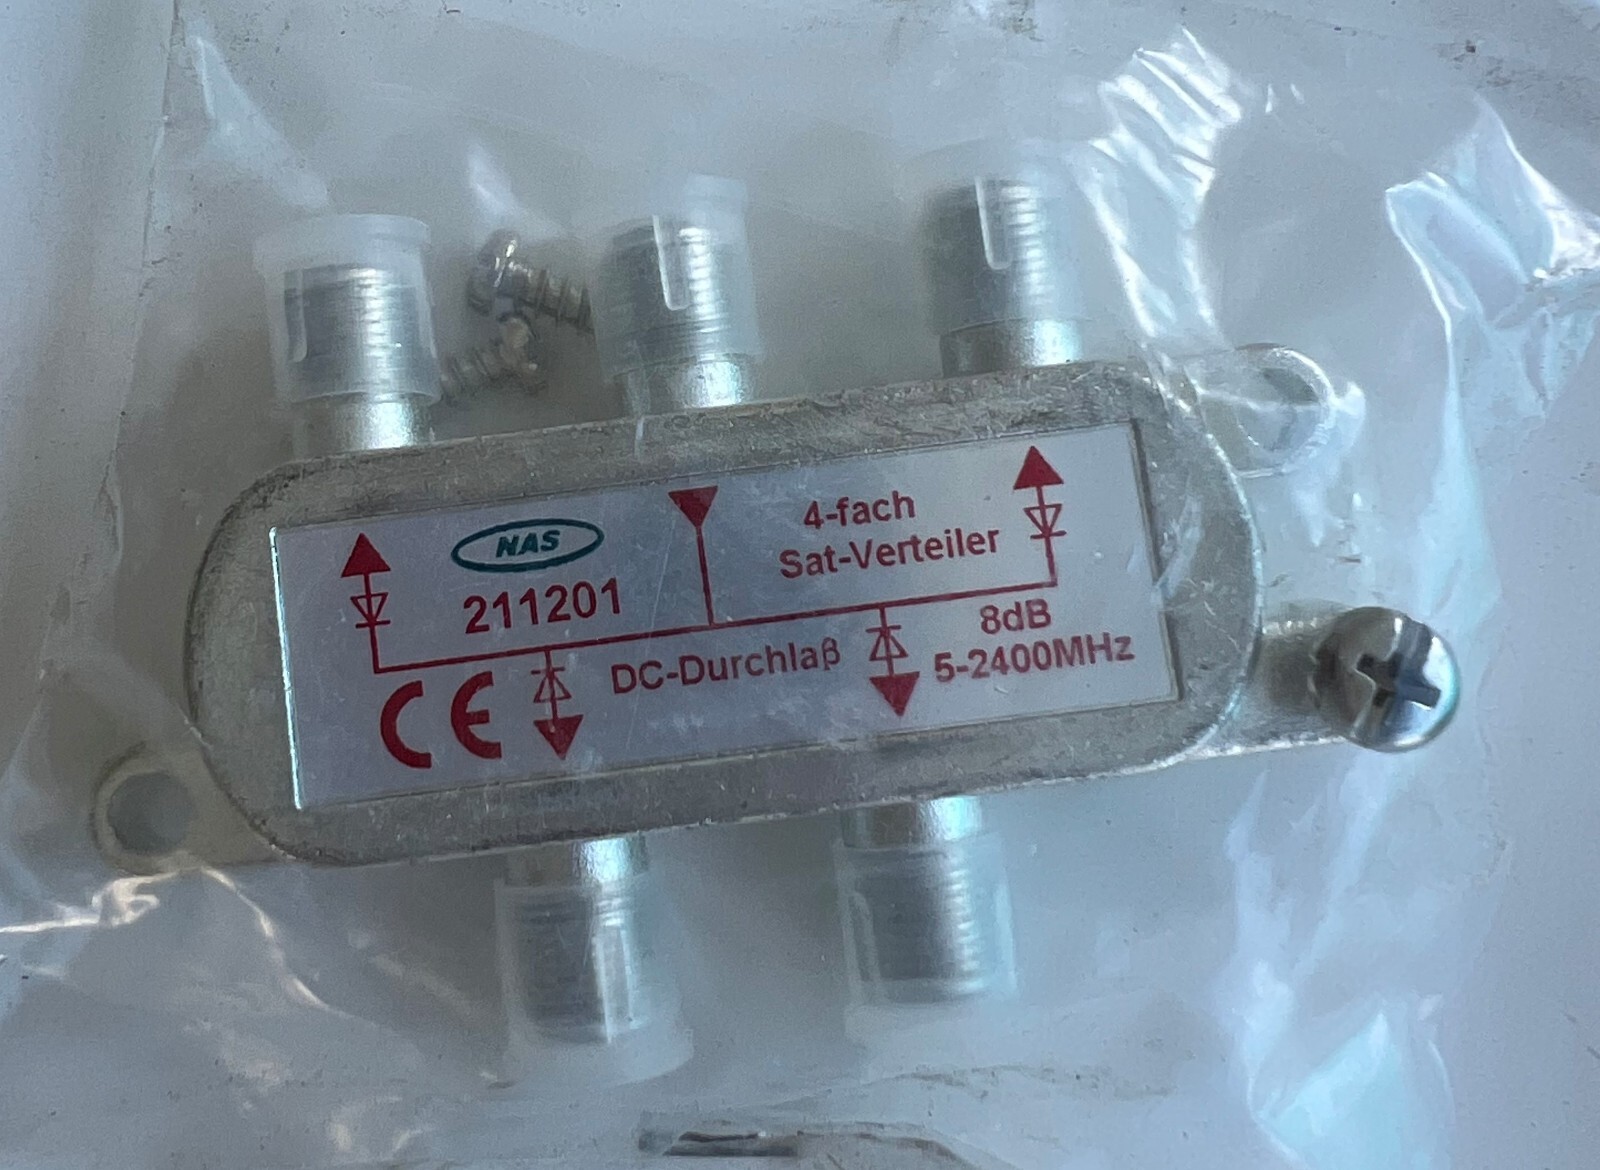 NAS
211201
4-fach
Sat-Verteiler
8dB
5-2400MHz
DC-Durchlaß
CE